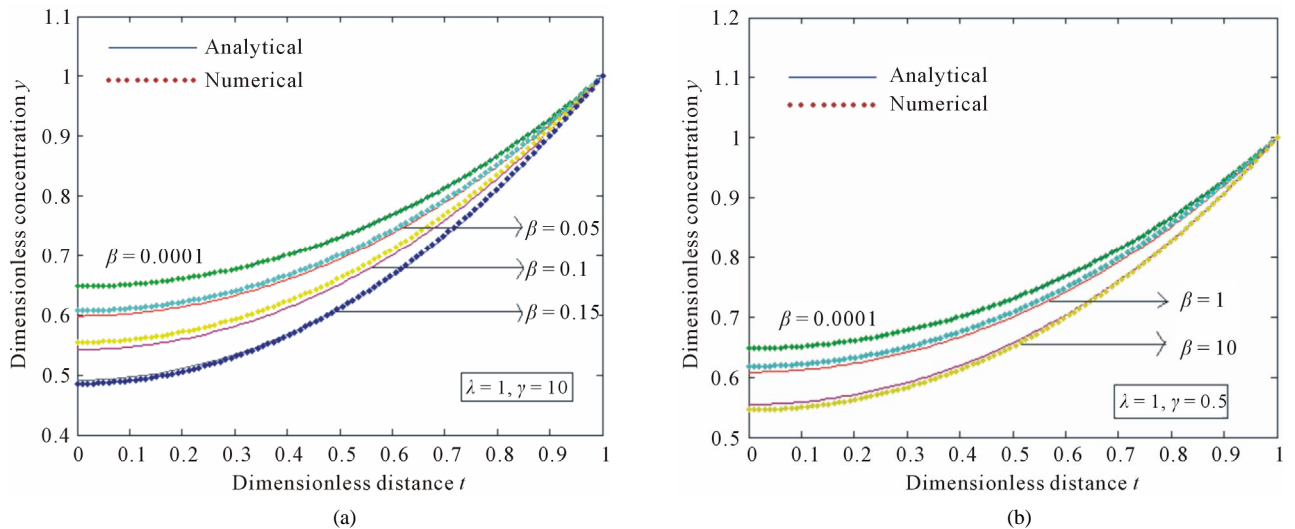 1.1
1
0.9
0.8
0.7
0.6
0.5
0.4
Dimensionless concentration y
Analytical
Numerical
β = 0.0001
β = 0.05
β = 0.1
β = 0.15
λ = 1, γ = 10
0 0.1 0.2 0.3 0.4 0.5 0.6 0.7 0.8 0.9 1
Dimensionless distance t
(a)
1.2
1.1
1
0.9
0.8
0.7
0.6
0.5
Dimensionless concentration y
Analytical
Numerical
β = 0.0001
β = 1
β = 10
λ = 1, γ = 0.5
0 0.1 0.2 0.3 0.4 0.5 0.6 0.7 0.8 0.9 1
Dimensionless distance t
(b)